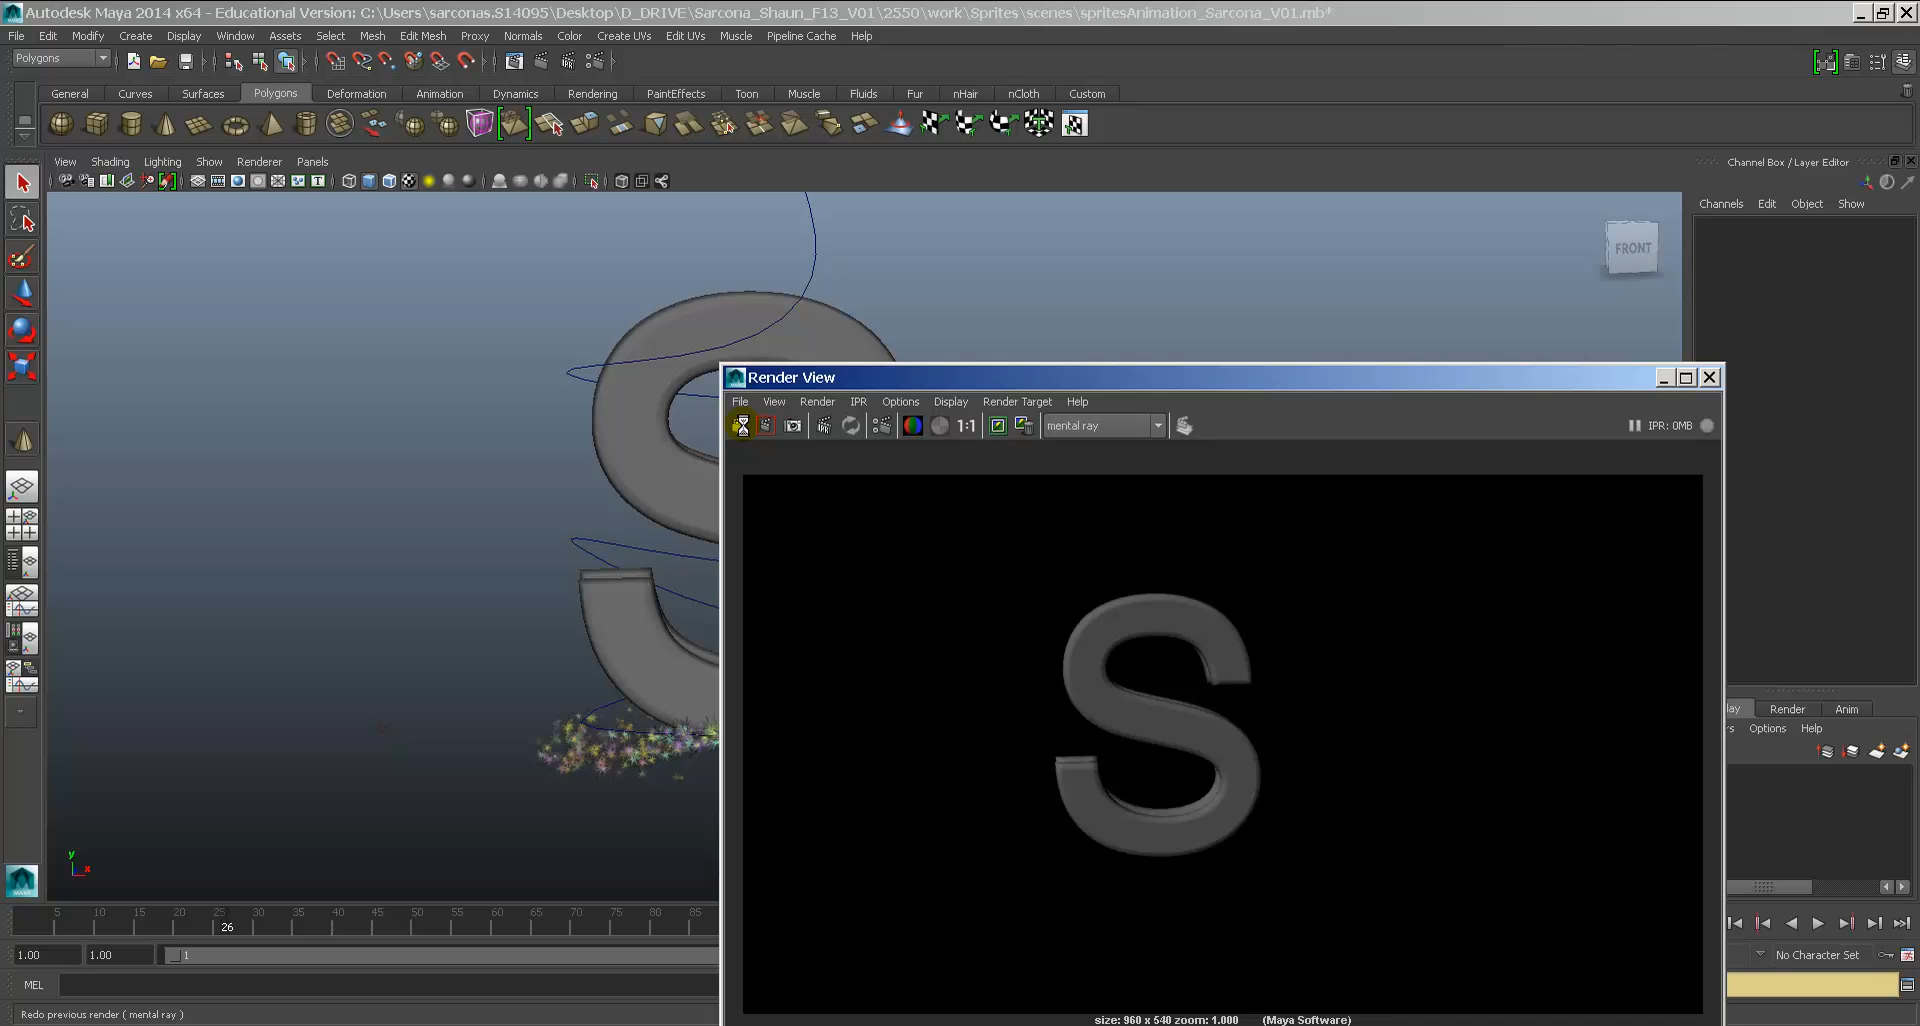 Autodesk Maya 2014 x64 - Educational Version: C:\Users\sarconas.S14095\Desktop\D_DRIVE\Sarcona_Shaun_F13_V01\2550\work\Sprites\scenes\spritesAnimation_Sarcona_V01.mb*
File Edit Modify Create Display Window Assets Select Mesh Edit Mesh Proxy Normals Color Create UVs Edit UVs Muscle Pipeline Cache Help
Polygons
General Curves Surfaces Polygons Deformation Animation Dynamics Rendering PaintEffects Toon Muscle Fluids Fur nHair nCloth Custom
View Shading Lighting Show Renderer Panels
Channel Box / Layer Editor
Channels Edit Object Show
FRONT
Render View
File View Render IPR Options Display Render Target Help
IPR 1:1 mental ray IPR: 0MB
S
S
lay Render Anim
rs Options Help
y
x
5 10 15 20 25 30 35 40 45 50 55 60 65 70 75 80 85
26
1.00 1.00 1
No Character Set
MEL
Redo previous render ( mental ray )
size: 960 x 540 zoom: 1.000 (Maya Software)